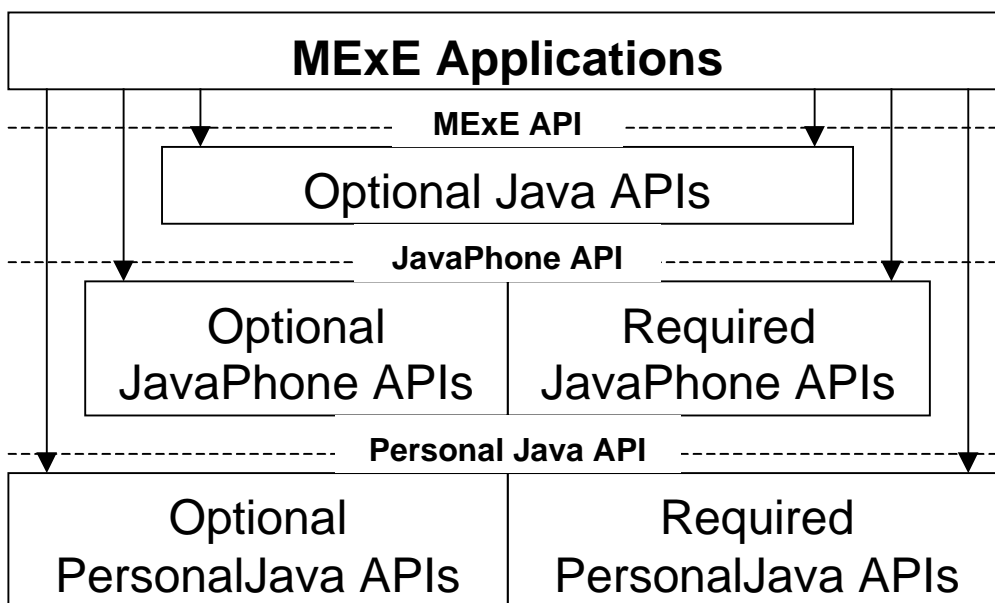 MExE Applications
MExE API
Optional Java APIs
JavaPhone API
Optional
JavaPhone APIs
Required
JavaPhone APIs
Personal Java API
Optional
PersonalJava APIs
Required
PersonalJava APIs